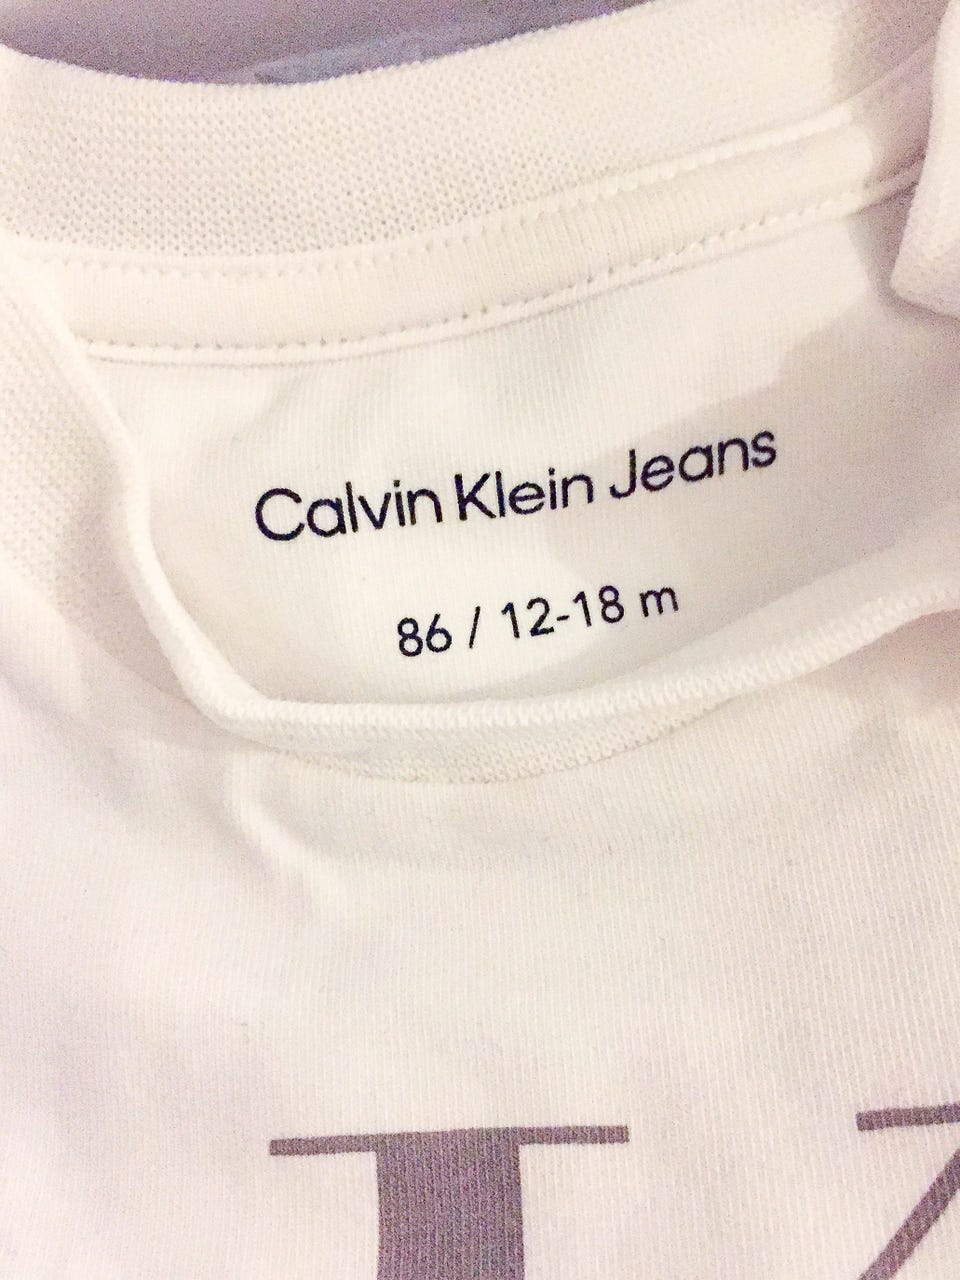 Calvin Klein Jeans
86 / 12-18 m
K